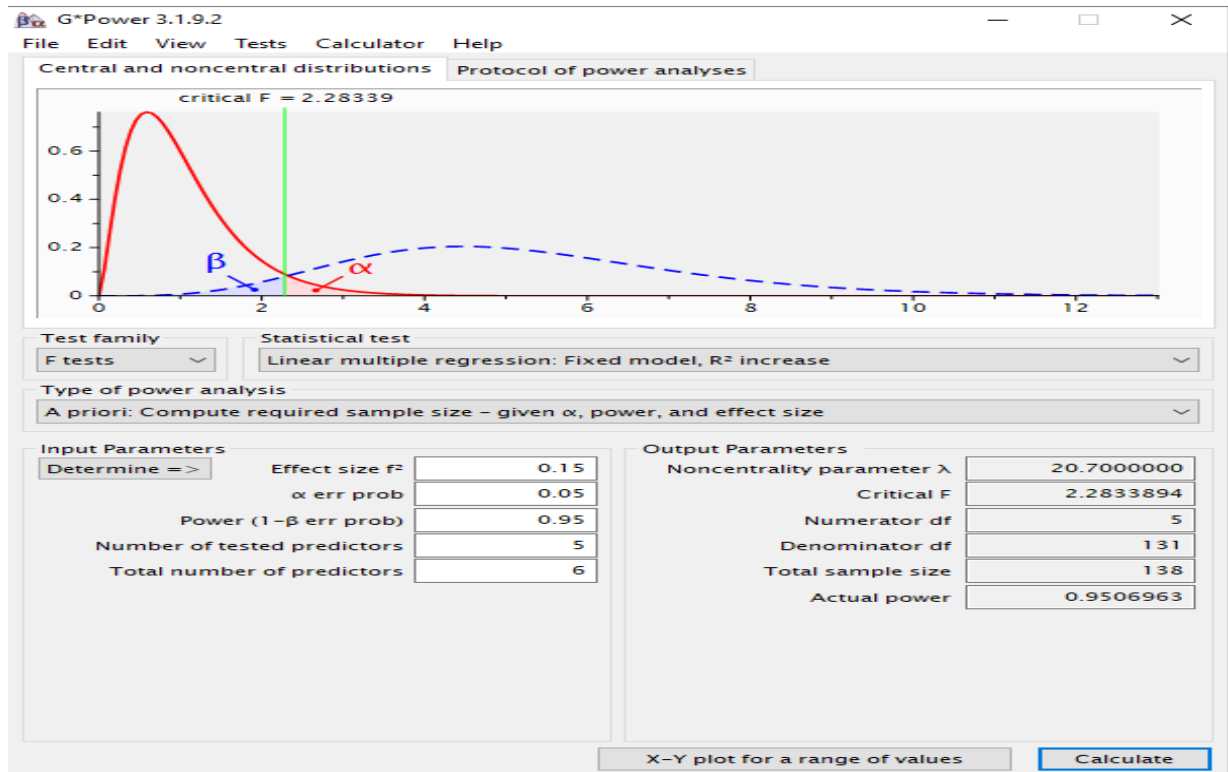 G*Power 3.1.9.2
File Edit View Tests Calculator Help
Central and noncentral distributions Protocol of power analyses
critical F = 2.28339
0.6
0.4
0.2
0
β
α
0 2 4 6 8 10 12
Test family Statistical test
F tests Linear multiple regression: Fixed model, R² increase
Type of power analysis
A priori: Compute required sample size – given α, power, and effect size
Input Parameters
Determine => Effect size f² 0.15
α err prob 0.05
Power (1–β err prob) 0.95
Number of tested predictors 5
Total number of predictors 6
Output Parameters
Noncentrality parameter λ 20.7000000
Critical F 2.2833894
Numerator df 5
Denominator df 131
Total sample size 138
Actual power 0.9506963
X–Y plot for a range of values Calculate